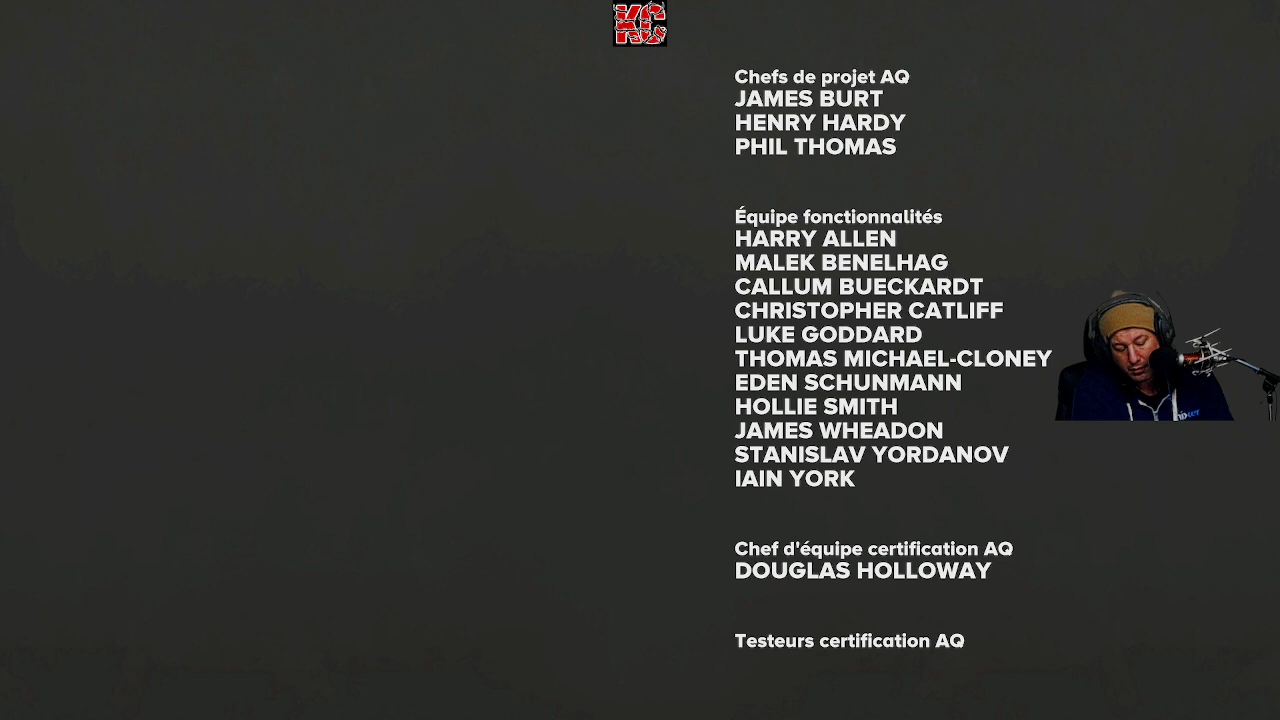 KC
Chefs de projet AQ
JAMES BURT
HENRY HARDY
PHIL THOMAS
Équipe fonctionnalités
HARRY ALLEN
MALEK BENELHAG
CALLUM BUECKARDT
CHRISTOPHER CATLIFF
LUKE GODDARD
THOMAS MICHAEL-CLONEY
EDEN SCHUNMANN
HOLLIE SMITH
JAMES WHEADON
STANISLAV YORDANOV
IAIN YORK
Chef d'équipe certification AQ
DOUGLAS HOLLOWAY
Testeurs certification AQ